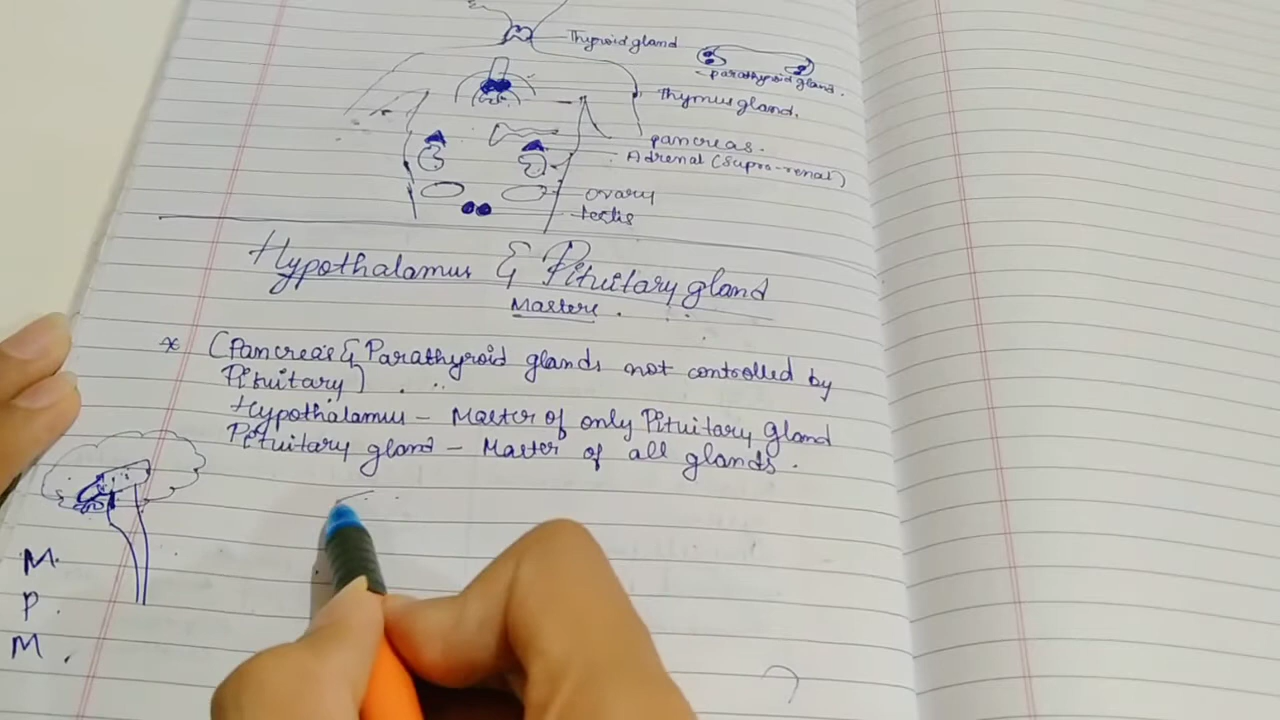 Thyroid gland
parathyroid gland.
Thymus gland.
pancreas.
Adrenal (supra-renal)
ovary
testis
Hypothalamus & Pituitary gland
Master
* (Pancreas & Parathyroid glands not controlled by
Pituitary)
Hypothalamus - Master of only Pituitary Gland
Pituitary gland - Master of all glands.
M.
P.
M.